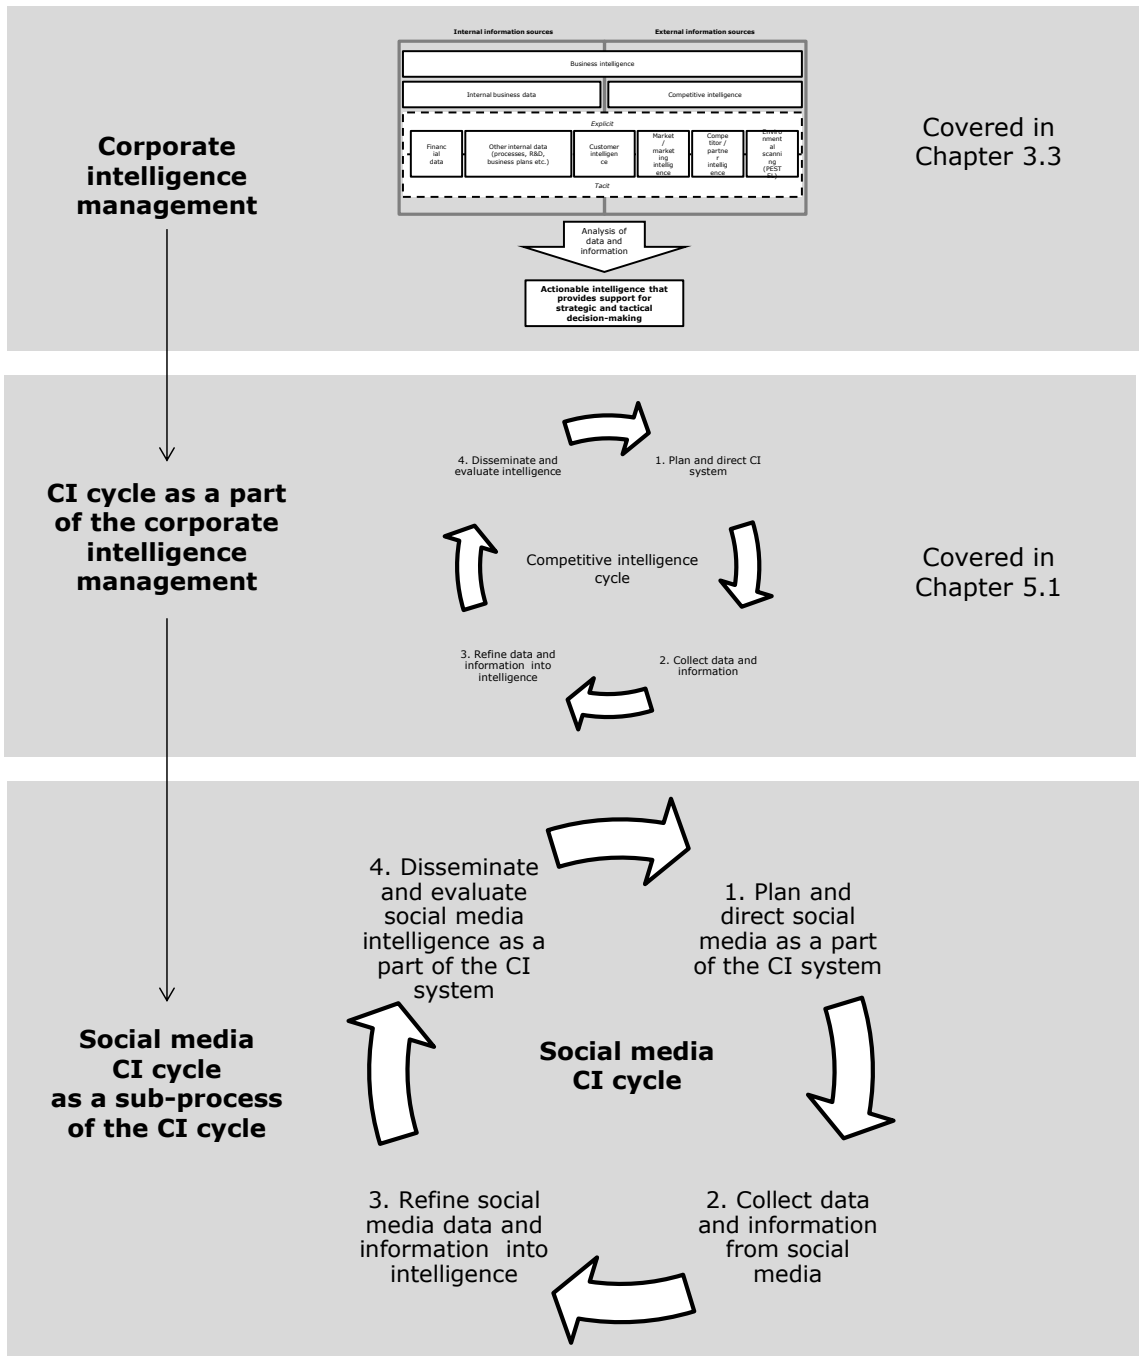 Internal information sources
External information sources
Business intelligence
Internal business data
Competitive intelligence
Explicit
Financ
ial
data
Other internal data
(processes, R&D,
business plans etc.)
Customer
intelligen
ce
Market
/
market
ing
intellig
ence
Compe
titor /
partne
r
intellig
ence
Environ
nment
al
scanni
ng
(PEST
EL)
Tacit
Analysis of
data and
information
Actionable intelligence that
provides support for
strategic and tactical
decision-making
Corporate
intelligence
management
Covered in
Chapter 3.3
4. Disseminate and
evaluate intelligence
1. Plan and direct CI
system
Competitive intelligence
cycle
3. Refine data and
information into
intelligence
2. Collect data and
information
CI cycle as a part
of the corporate
intelligence
management
Covered in
Chapter 5.1
4. Disseminate
and evaluate
social media
intelligence as a
part of the CI
system
1. Plan and
direct social
media as a part
of the CI system
Social media
CI cycle
as a sub-process
of the CI cycle
Social media
CI cycle
3. Refine social
media data and
information into
intelligence
2. Collect data
and information
from social
media